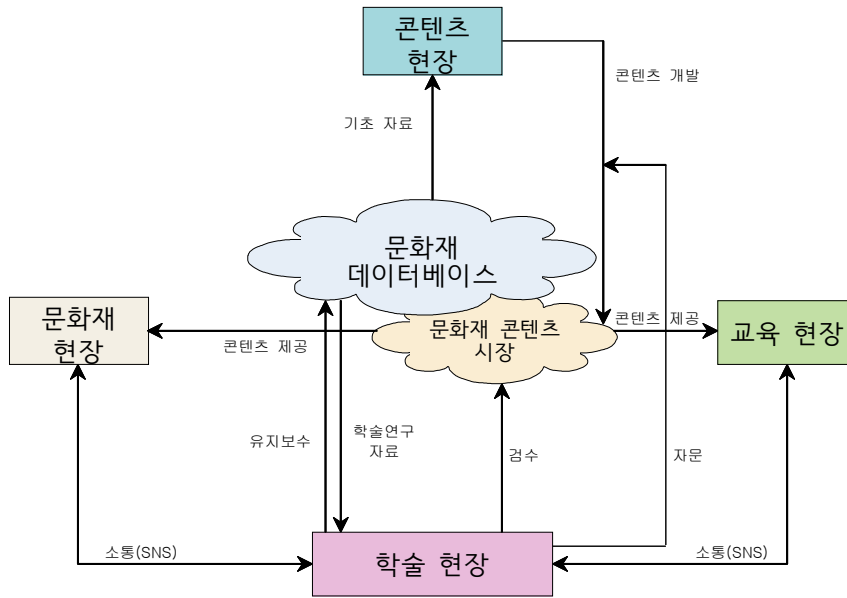 콘텐츠
현장
콘텐츠 개발
기초 자료
문화재
데이터베이스
문화재
현장
콘텐츠 제공
문화재 콘텐츠
시장
콘텐츠 제공
교육 현장
유지보수
학술연구
자료
검수
자문
소통(SNS)
학술 현장
소통(SNS)